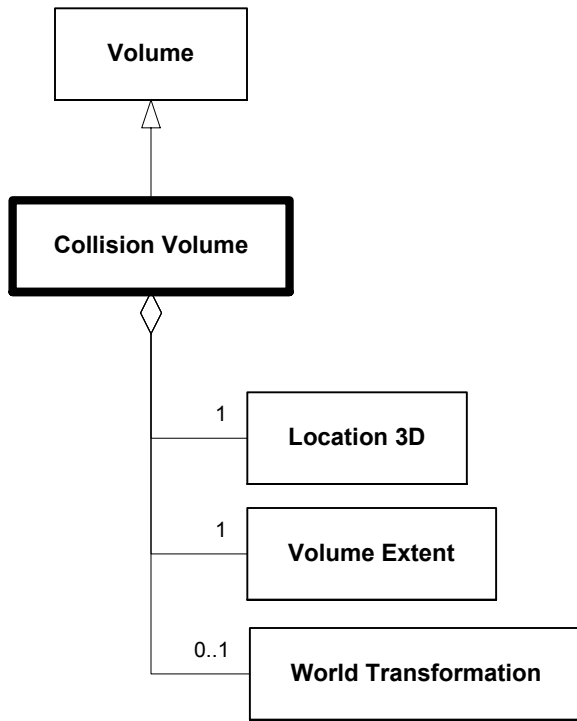 Volume
Collision Volume
1
Location 3D
1
Volume Extent
0..1
World Transformation